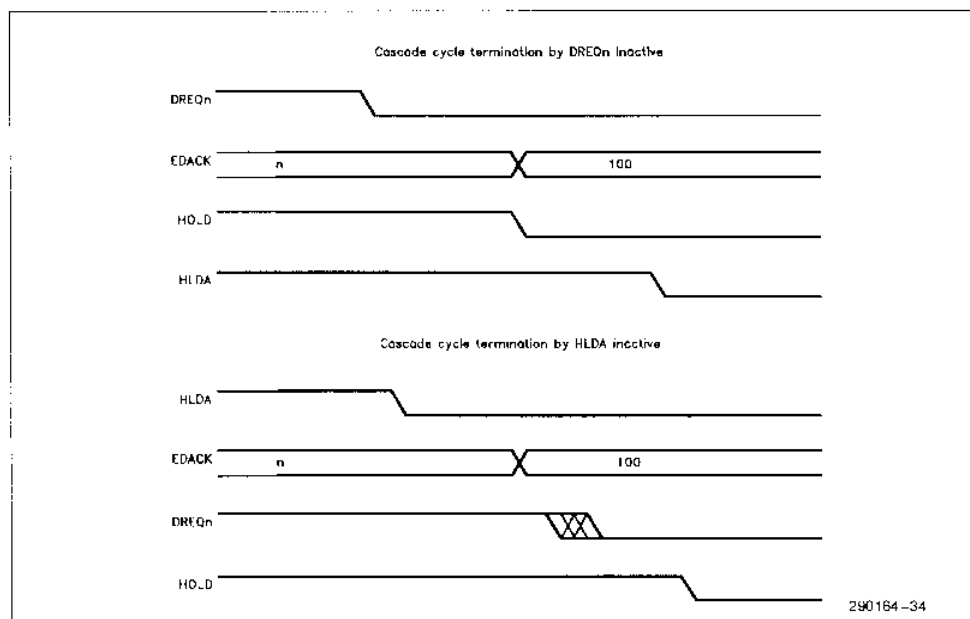 Cascade cycle termination by DREQn inactive
DREQn
EDACK n 100
HOLD
HLDA
Cascade cycle termination by HLDA inactive
HLDA
EDACK n 100
DREQn
HOLD
290164-34